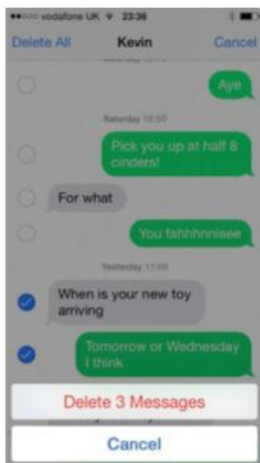 vodafone UK 23:36
Delete All Kevin Cancel
Aye
Saturday 18:50
Pick you up at half 8
cinders!
For what
You fahhhnnieee
Yesterday 11:09
When is your new toy
arriving
Tomorrow or Wednesday
I think
Delete 3 Messages
Cancel